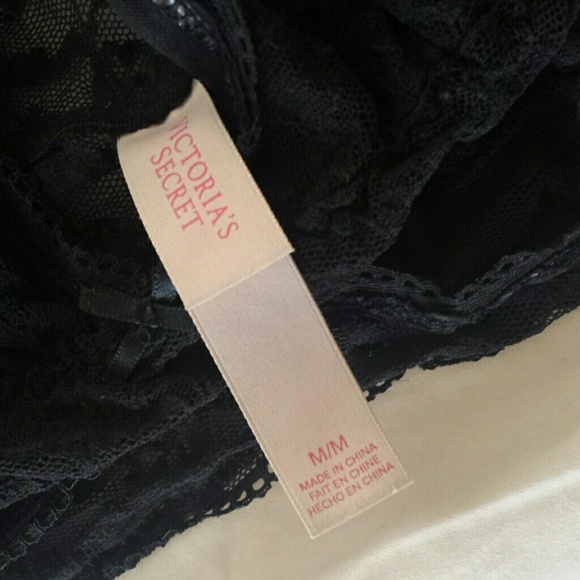 VICTORIA'S
SECRET
M/M
MADE IN CHINA
FAIT EN CHINE
HECHO EN CHINA